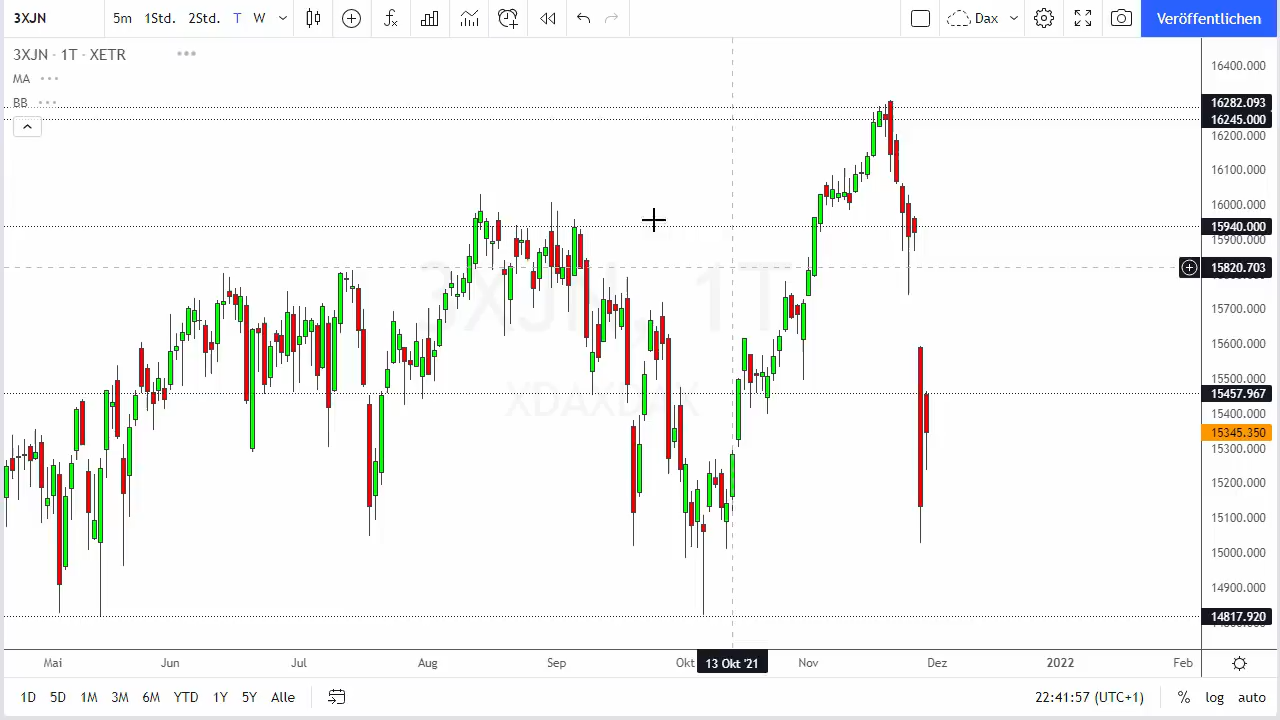 3XJN 5m 1Std. 2Std. T W Dax Veröffentlichen
3XJN · 1T · XETR
MA
BB
3XJN, 1T
XDAXDAX
16400.000
16282.093
16245.000
16200.000
16100.000
16000.000
15940.000
15900.000
15820.703
15700.000
15600.000
15500.000
15457.967
15400.000
15345.350
15300.000
15200.000
15100.000
15000.000
14900.000
14817.920
Mai Jun Jul Aug Sep Okt 13 Okt '21 Nov Dez 2022 Feb
1D 5D 1M 3M 6M YTD 1Y 5Y Alle 22:41:57 (UTC+1) % log auto